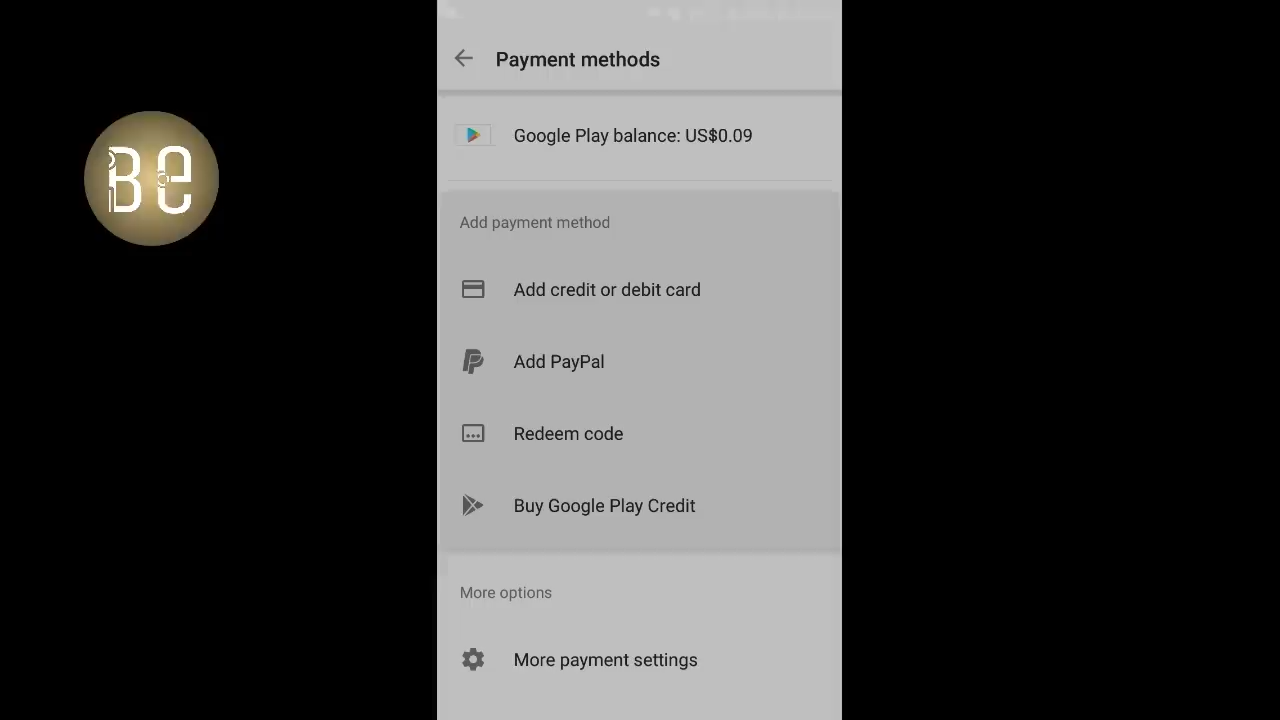 Be
Payment methods
Google Play balance: US$0.09
Add payment method
Add credit or debit card
Add PayPal
Redeem code
Buy Google Play Credit
More options
More payment settings